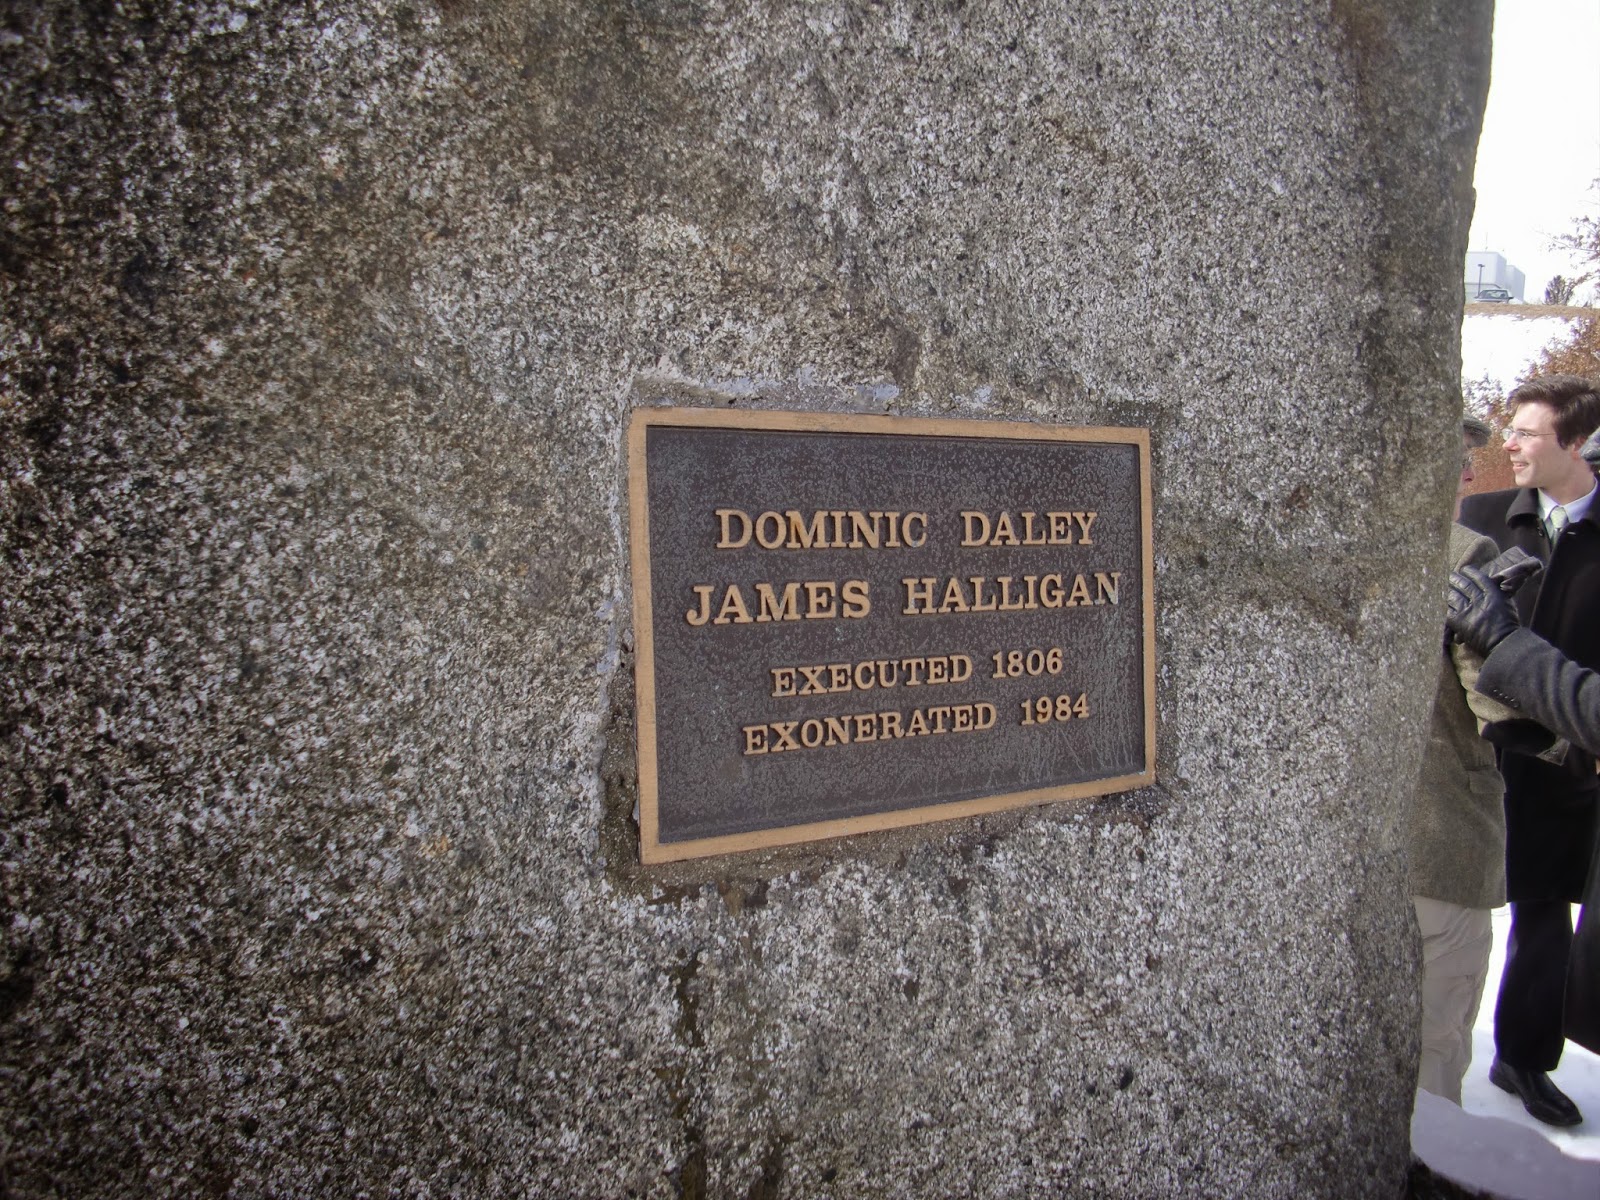 DOMINIC DALEY
JAMES HALLIGAN
EXECUTED 1806
EXONERATED 1984